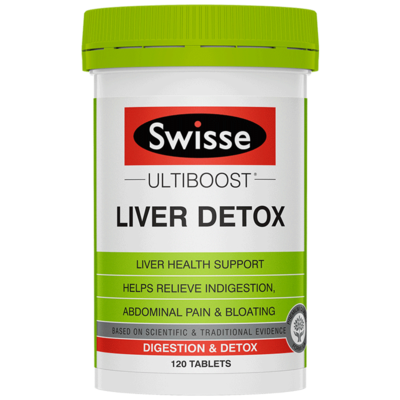 Swisse
ULTIBOOST®
LIVER DETOX
LIVER HEALTH SUPPORT
HELPS RELIEVE INDIGESTION,
ABDOMINAL PAIN & BLOATING
BASED ON SCIENTIFIC & TRADITIONAL EVIDENCE
DIGESTION & DETOX
120 TABLETS